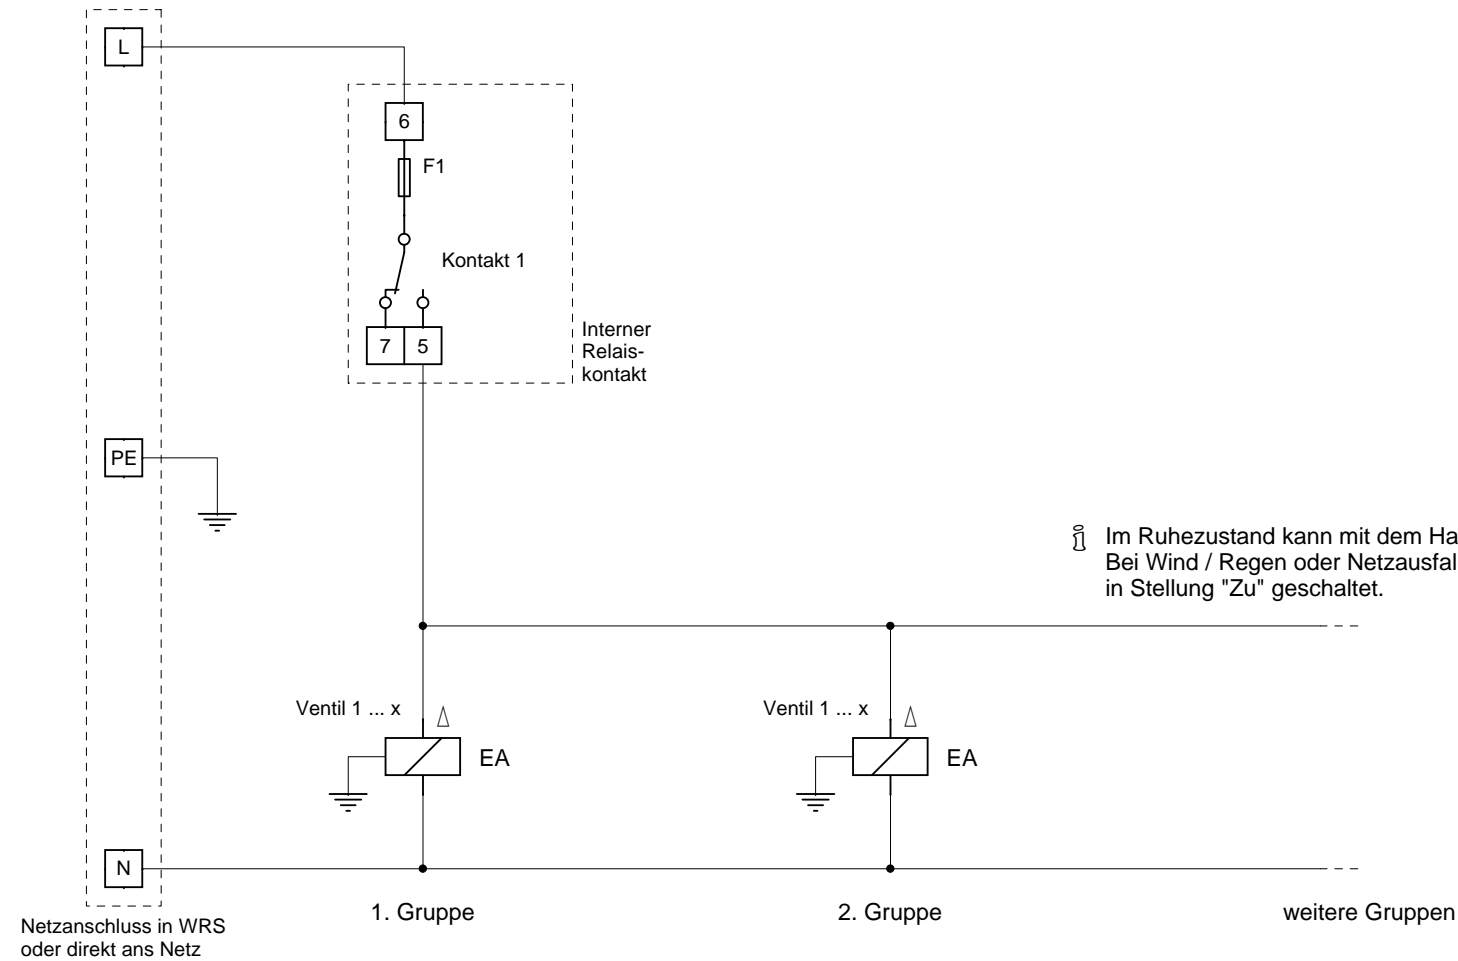 L
6
F1
Kontakt 1
Interner
Relais-
kontakt
7 5
PE
Im Ruhezustand kann mit dem Ha
Bei Wind / Regen oder Netzausfal
in Stellung "Zu" geschaltet.
Ventil 1 ... x
Ventil 1 ... x
EA
EA
N
1. Gruppe
2. Gruppe
weitere Gruppen
Netzanschluss in WRS
oder direkt ans Netz